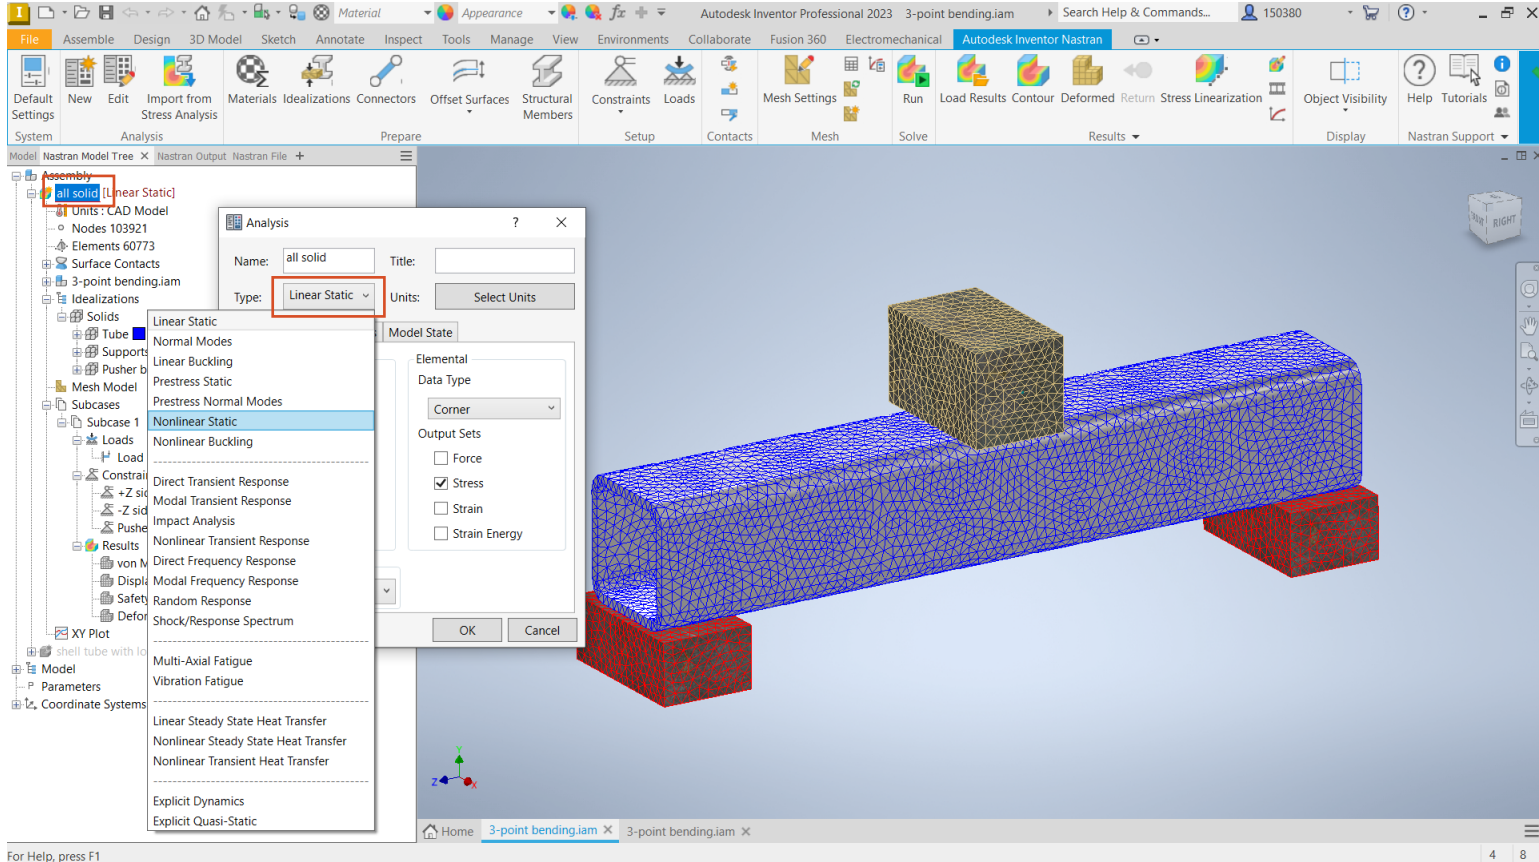 Material Appearance fx Autodesk Inventor Professional 2023 3-point bending.iam Search Help & Commands... 150380
File Assemble Design 3D Model Sketch Annotate Inspect Tools Manage View Environments Collaborate Fusion 360 Electromechanical Autodesk Inventor Nastran
Default Settings New Edit Import from Stress Analysis Materials Idealizations Connectors Offset Surfaces Structural Members Constraints Loads Mesh Settings Run Load Results Contour Deformed Return Stress Linearization Object Visibility Help Tutorials
System Analysis Prepare Setup Contacts Mesh Solve Results Display Nastran Support
Model Nastran Model Tree Nastran Output Nastran File
Assembly
all solid [Linear Static]
Units : CAD Model
Nodes 103921
Elements 60773
Surface Contacts
3-point bending.iam
Idealizations
Solids
Tube
Supports
Pusher b
Mesh Model
Subcases
Subcase 1
Loads
Load
Constrai
+Z sid
-Z sid
Pushe
Results
von M
Displa
Safety
Defor
XY Plot
shell tube with lo
Model
Parameters
Coordinate Systems
Analysis ?
Name: all solid Title:
Type: Linear Static Units: Select Units
Model State
Elemental
Data Type
Corner
Output Sets
Force
Stress
Strain
Strain Energy
OK Cancel
Linear Static
Normal Modes
Linear Buckling
Prestress Static
Prestress Normal Modes
Nonlinear Static
Nonlinear Buckling
Direct Transient Response
Modal Transient Response
Impact Analysis
Nonlinear Transient Response
Direct Frequency Response
Modal Frequency Response
Random Response
Shock/Response Spectrum
Multi-Axial Fatigue
Vibration Fatigue
Linear Steady State Heat Transfer
Nonlinear Steady State Heat Transfer
Nonlinear Transient Heat Transfer
Explicit Dynamics
Explicit Quasi-Static
RIGHT
Y
Z X
Home 3-point bending.iam 3-point bending.iam
For Help, press F1 4 8